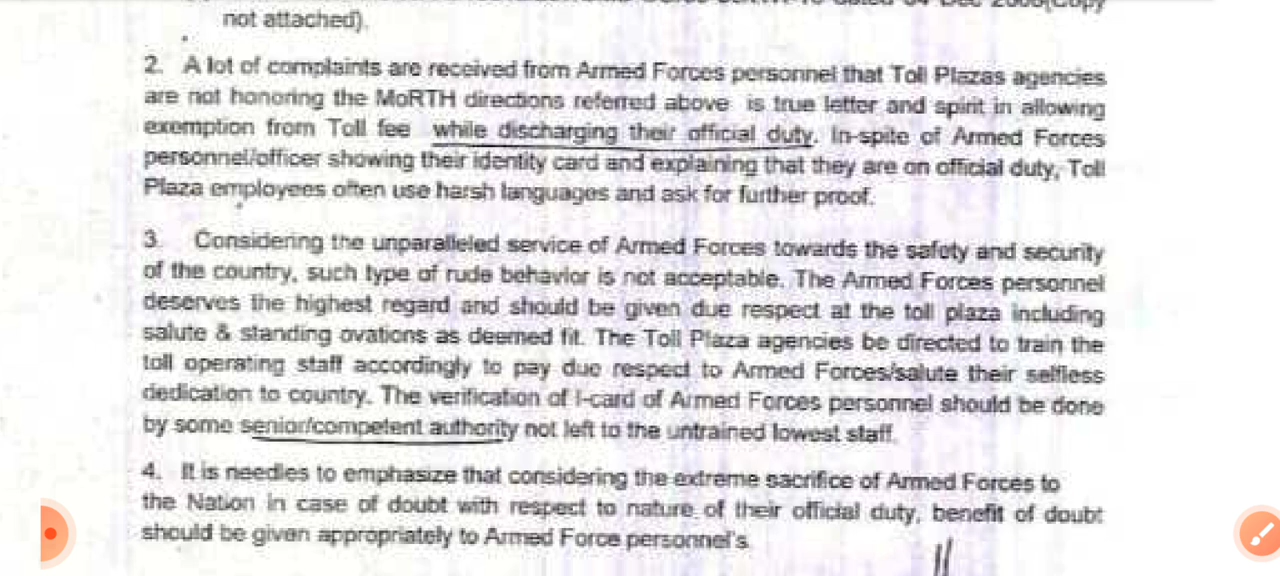 not attached).
2. A lot of complaints are received from Armed Forces personnel that Toll Plazas agencies
are not honoring the MoRTH directions referred above is true letter and spirit in allowing
exemption from Toll fee while discharging their official duty. In-spite of Armed Forces
personnel/officer showing their identity card and explaining that they are on official duty, Toll
Plaza employees often use harsh languages and ask for further proof.
3. Considering the unparalleled service of Armed Forces towards the safety and security
of the country, such type of rude behavior is not acceptable. The Armed Forces personnel
deserves the highest regard and should be given due respect at the toll plaza including
salute & standing ovations as deemed fit. The Toll Plaza agencies be directed to train the
toll operating staff accordingly to pay due respect to Armed Forces/salute their selfless
dedication to country. The verification of I-card of Armed Forces personnel should be done
by some senior/competent authority not left to the untrained lowest staff.
4. It is needles to emphasize that considering the extreme sacrifice of Armed Forces to
the Nation in case of doubt with respect to nature of their official duty, benefit of doubt
should be given appropriately to Armed Force personnel's